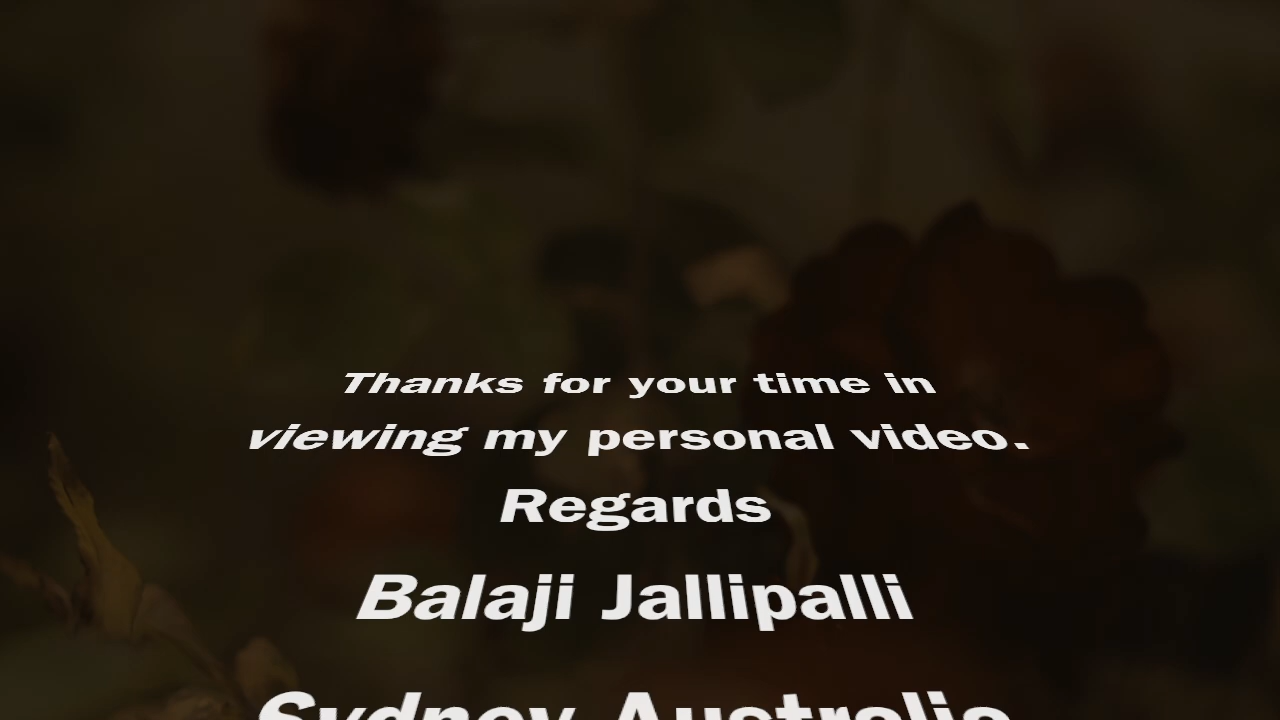 Thanks for your time in
viewing my personal video.
Regards
Balaji Jallipalli
Sydney Australia